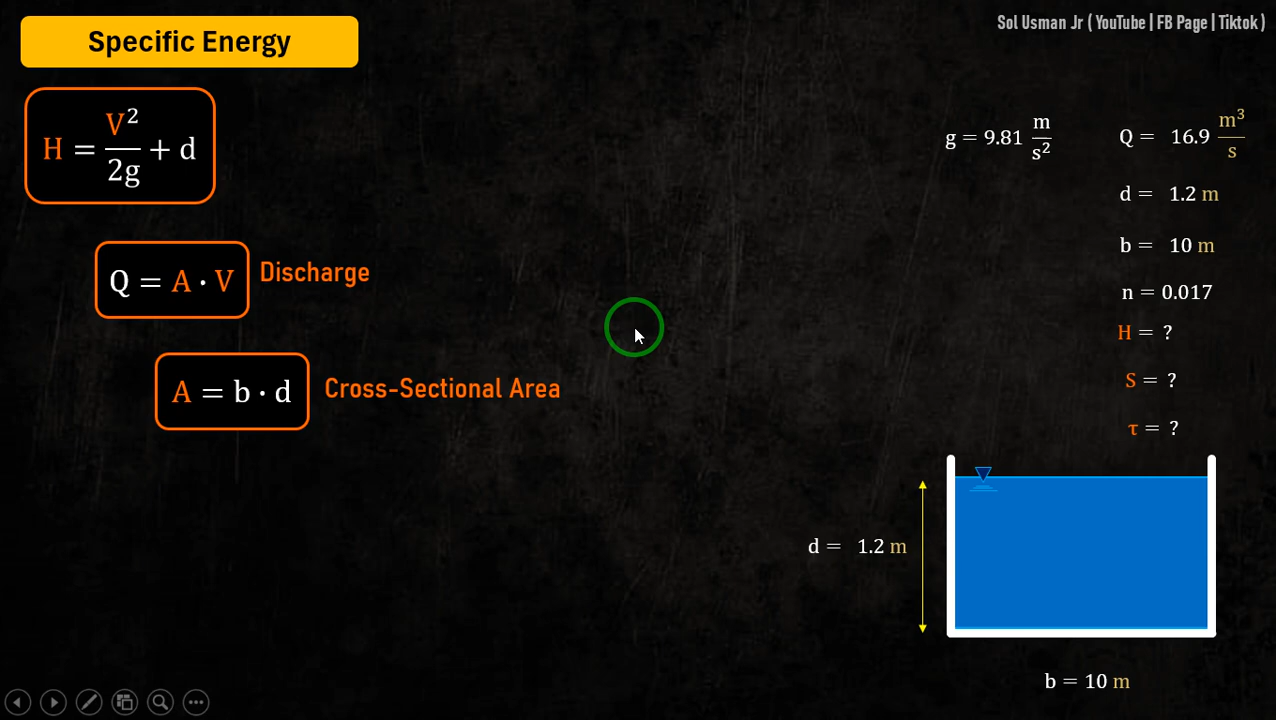 Specific Energy
Sol Usman Jr ( YouTube | FB Page | Tiktok )
H = V²/2g + d
g = 9.81 m/s²
Q = 16.9 m³/s
d = 1.2 m
b = 10 m
n = 0.017
H = ?
S = ?
τ = ?
Q = A · V Discharge
A = b · d Cross-Sectional Area
d = 1.2 m
b = 10 m